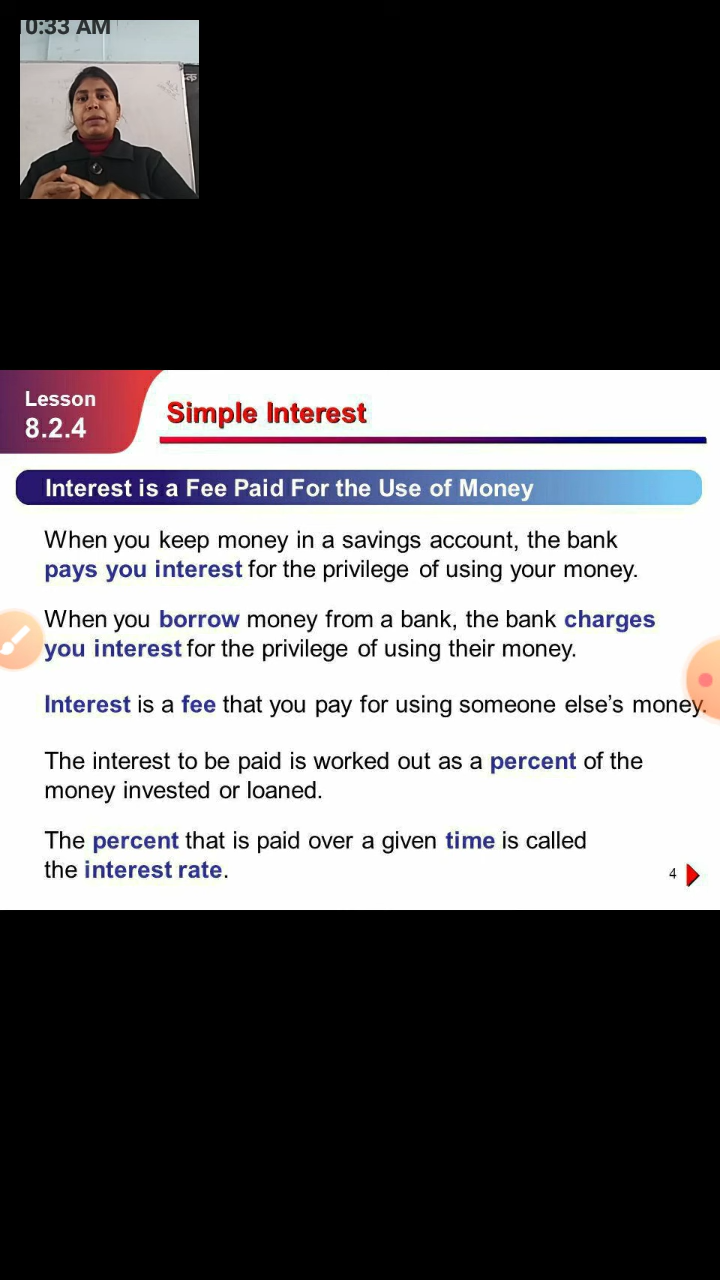 0:33 AM
Lesson
8.2.4
Simple Interest
Interest is a Fee Paid For the Use of Money
When you keep money in a savings account, the bank
pays you interest for the privilege of using your money.
When you borrow money from a bank, the bank charges
you interest for the privilege of using their money.
Interest is a fee that you pay for using someone else's money.
The interest to be paid is worked out as a percent of the
money invested or loaned.
The percent that is paid over a given time is called
the interest rate.
4